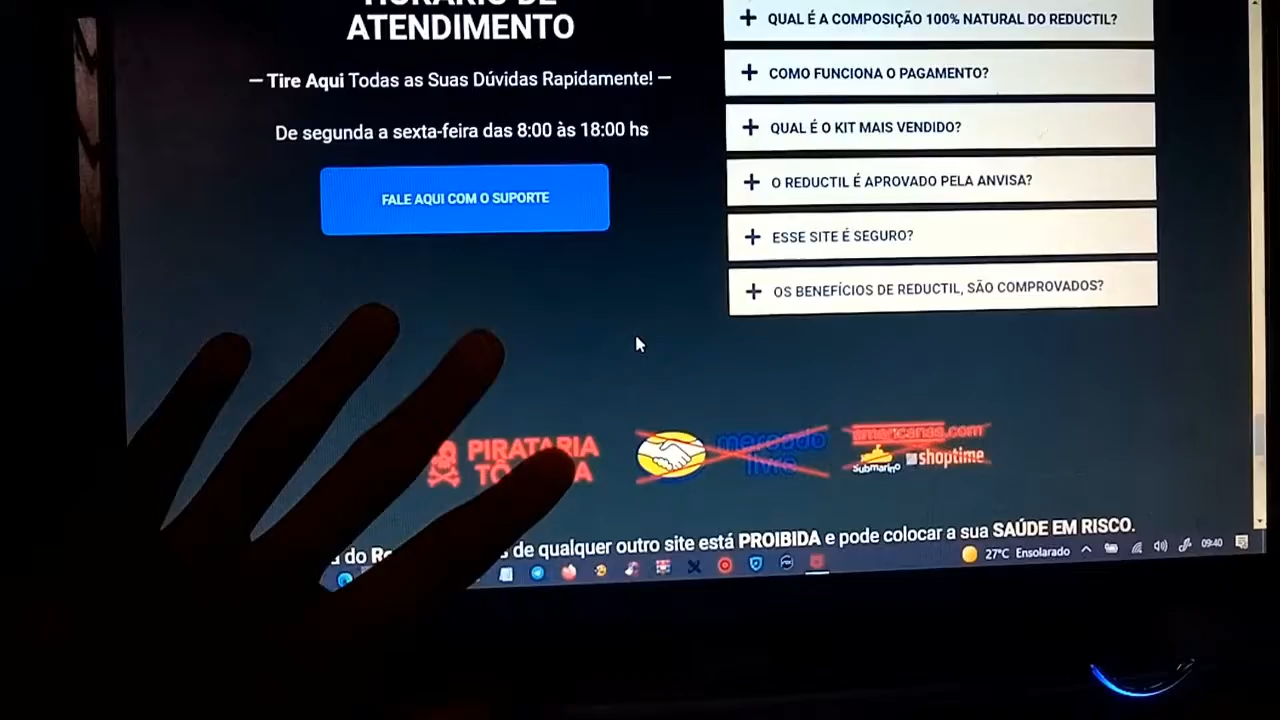 HORÁRIO DE
ATENDIMENTO
— Tire Aqui Todas as Suas Dúvidas Rapidamente! —
De segunda a sexta-feira das 8:00 às 18:00 hs
FALE AQUI COM O SUPORTE
QUAL É A COMPOSIÇÃO 100% NATURAL DO REDUCTIL?
COMO FUNCIONA O PAGAMENTO?
QUAL É O KIT MAIS VENDIDO?
O REDUCTIL É APROVADO PELA ANVISA?
ESSE SITE É SEGURO?
OS BENEFÍCIOS DE REDUCTIL, SÃO COMPROVADOS?
PIRATARIA
mercado
livre
americanas.com
Submarino shoptime
do de qualquer outro site está PROIBIDA e pode colocar a sua SAÚDE EM RISCO.
27°C Ensolarado 09:40